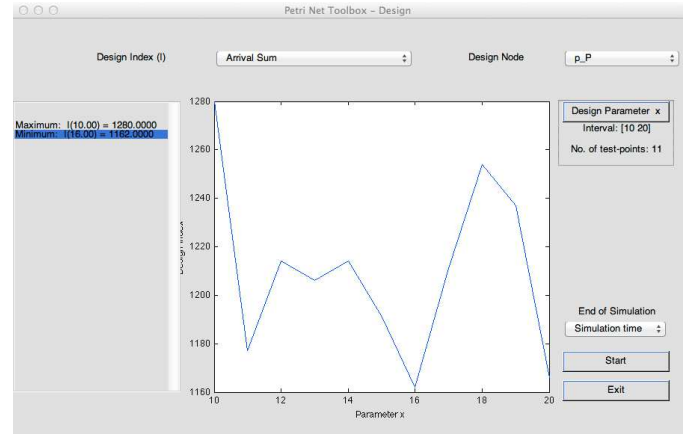 Petri Net Toolbox – Design
Design Index (I)
Arrival Sum
Design Node
p_P
Maximum: I(10.00) = 1280.0000
Minimum: I(16.00) = 1162.0000
Design Parameter x
Interval: [10 20]
No. of test-points: 11
1280
1260
1240
1220
1200
1180
1160
Design Index
10
12
14
16
18
20
Parameter x
End of Simulation
Simulation time
Start
Exit